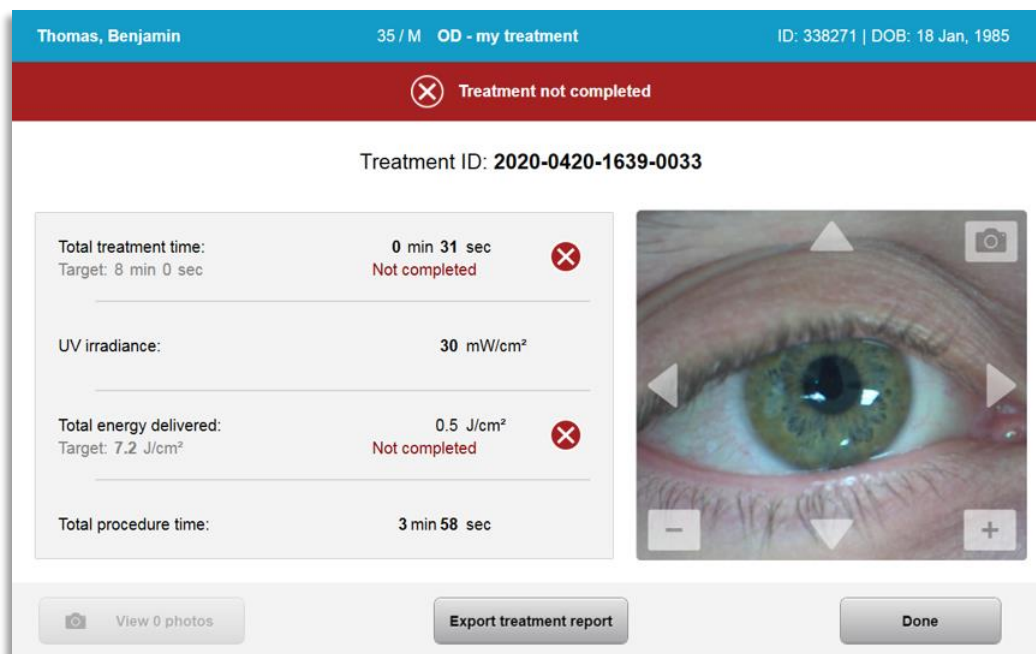 Thomas, Benjamin 35 / M OD - my treatment ID: 338271 | DOB: 18 Jan, 1985
Treatment not completed
Treatment ID: 2020-0420-1639-0033
Total treatment time: 0 min 31 sec
Target: 8 min 0 sec Not completed
UV irradiance: 30 mW/cm²
Total energy delivered: 0.5 J/cm²
Target: 7.2 J/cm² Not completed
Total procedure time: 3 min 58 sec
View 0 photos Export treatment report Done